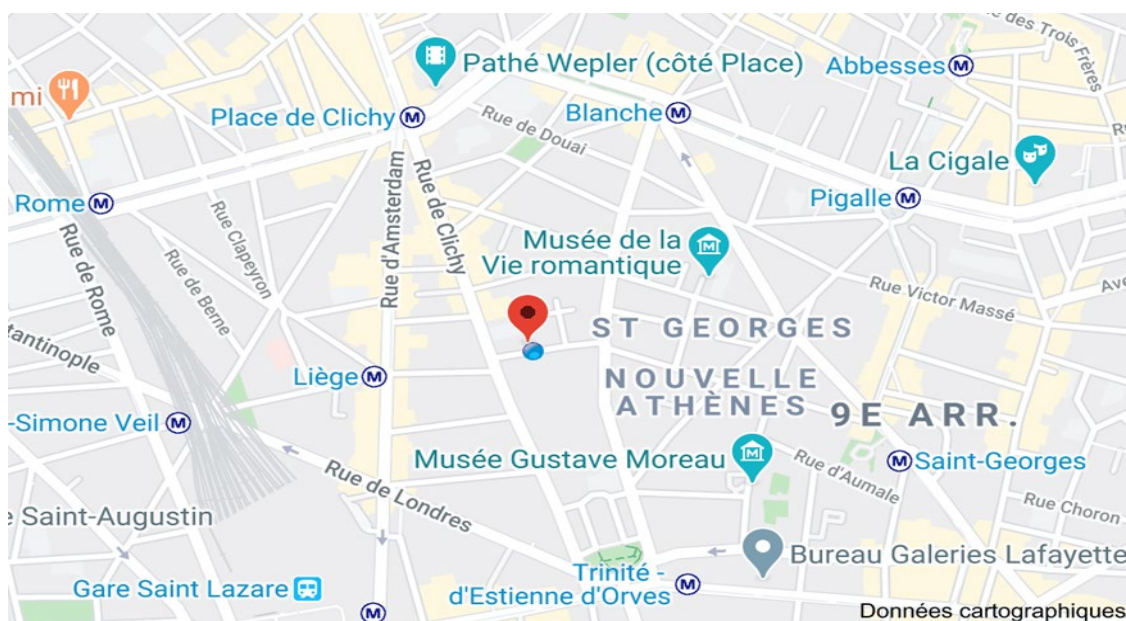 Rue des Trois Frères
Pathé Wepler (côté Place)
Abbesses M
mi
Place de Clichy M
Blanche M
Rue de Douai
La Cigale
Rome M
Pigalle M
Rue d'Amsterdam
Rue de Clichy
Rue Clapeyron
Rue de Berne
Rue de Rome
Musée de la
Vie romantique
M
Rue Victor Massé
Ave
ST GEORGES
nstantinople
Liège M
NOUVELLE
ATHÈNES
9E ARR.
-Simone Veil M
Musée Gustave Moreau
M
Rue d'Aumale
M Saint-Georges
Rue de Londres
Rue Choron
e Saint-Augustin
Bureau Galeries Lafayette
Gare Saint Lazare
Trinité -
d'Estienne d'Orves M
M
Données cartographiques